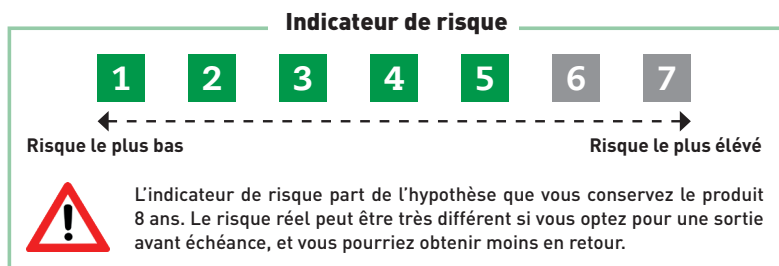 Indicateur de risque
1 2 3 4 5 6 7
Risque le plus bas Risque le plus élévé
L'indicateur de risque part de l'hypothèse que vous conservez le produit
8 ans. Le risque réel peut être très différent si vous optez pour une sortie
avant échéance, et vous pourriez obtenir moins en retour.